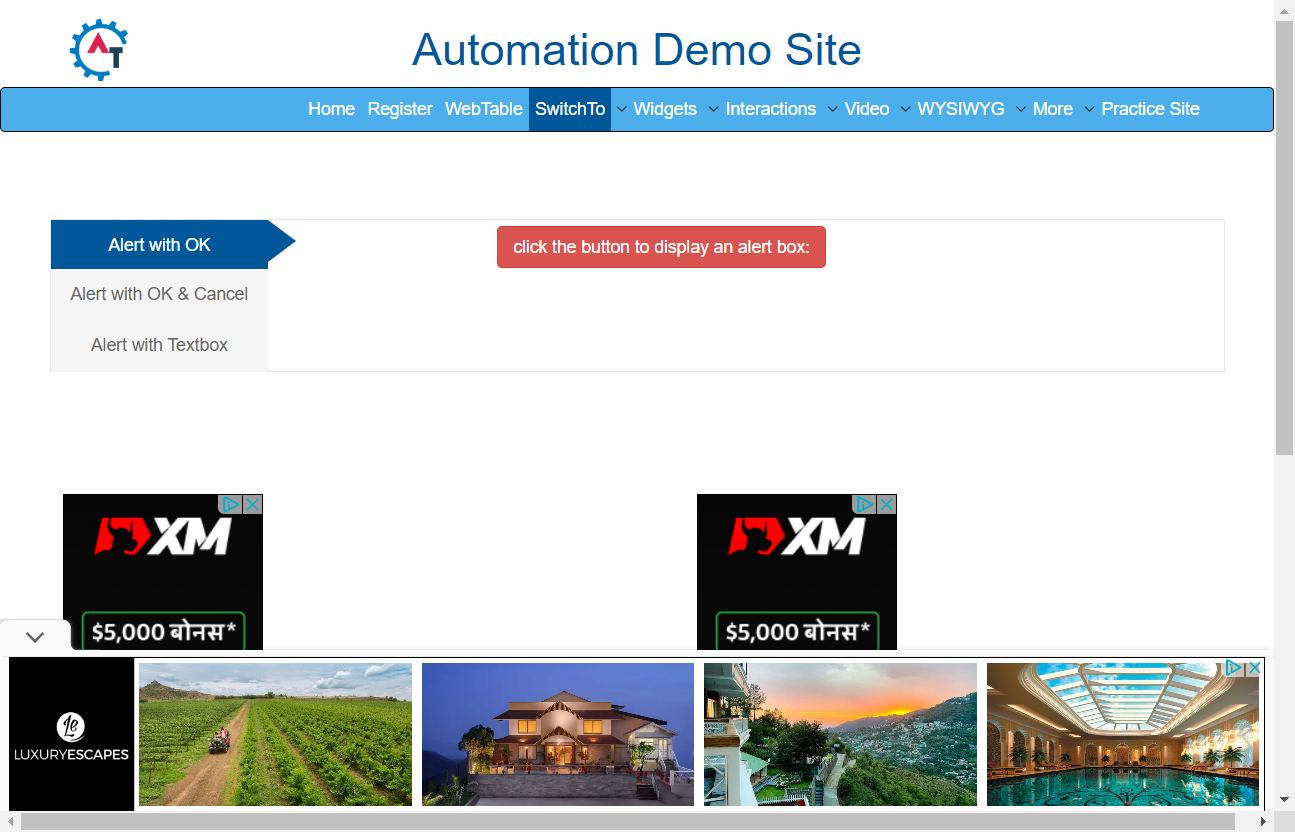 Automation Demo Site
Home Register WebTable SwitchTo Widgets Interactions Video WYSIWYG More Practice Site
Alert with OK
click the button to display an alert box:
Alert with OK & Cancel
Alert with Textbox
XM
XM
$5,000 बोनस*
$5,000 बोनस*
Le
LUXURYESCAPES